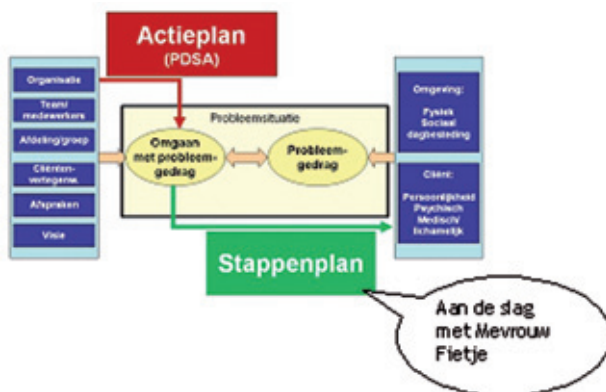 Actieplan
(PDSA)
Organisatie
Team/
medewerkers
Afdeling/groep
Cliënten-
vertegenw.
Afspraken
Visie
Probleemsituatie
Omgaan
met probleem-
gedrag
Probleem-
gedrag
Omgeving:
Fysiek
Sociaal
dagbesteding
Cliënt:
Persoonlijkheid
Psychisch
Medisch/
lichamelijk
Stappenplan
Aan de slag
met Mevrouw
Fietje